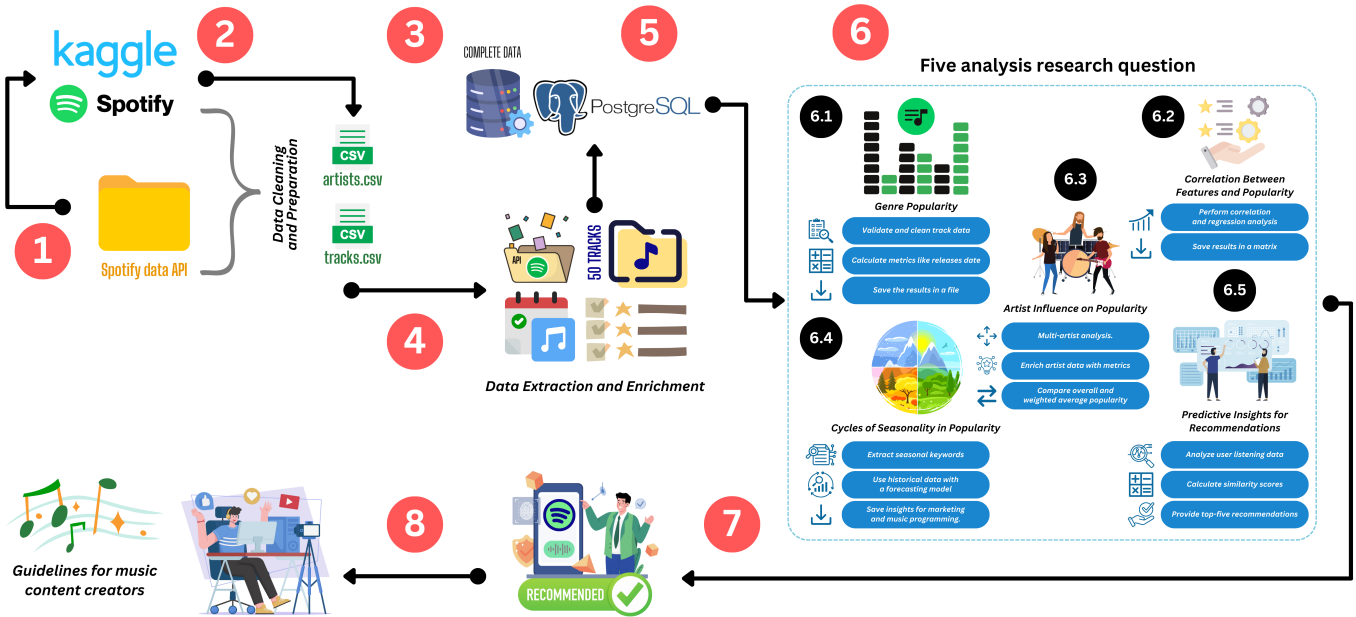 1
kaggle
Spotify
Spotify data API
2
Data Cleaning
and Preparation
3
CSV
artists.csv
CSV
tracks.csv
4
API
50 TRACKS
Data Extraction and Enrichment
COMPLETE DATA
PostgreSQL
5
6
Five analysis research question
6.1
Genre Popularity
Validate and clean track data
Calculate metrics like releases date
Save the results in a file
6.2
Correlation Between
Features and Popularity
Perform correlation
and regression analysis
Save results in a matrix
6.3
Artist Influence on Popularity
Multi-artist analysis.
Enrich artist data with metrics
Compare overall and
weighted average popularity
6.4
Cycles of Seasonality in Popularity
Extract seasonal keywords
Use historical data with
a forecasting model
Save insights for marketing
and music programming.
6.5
Predictive Insights for
Recommendations
Analyze user listening data
Calculate similarity scores
Provide top-five recommendations
7
RECOMMENDED
8
Guidelines for music
content creators